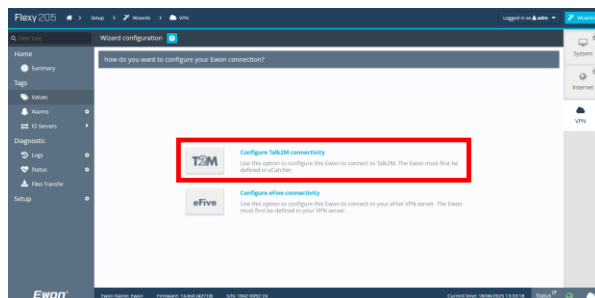 Flexy 205
Setup > Wizards > VPN
Logged in as adm
Wizards
Filter tree
Wizard configuration
System
Home
how do you want to configure your Ewon connection?
Summary
Tags
Internet
Values
Alarms
VPN
IO Servers
Diagnostic
Logs
T2M
Configure Talk2M connectivity
Use this option to configure this Ewon to connect to Talk2M. The Ewon must first be
defined in eCatcher.
Status
Files Transfer
Setup
eFive
Configure eFive connectivity
Use this option to configure this Ewon to connect to your eFive VPN server. The Ewon
must first be defined in your VPN server.
Ewon
Ewon Name: Ewon
Status